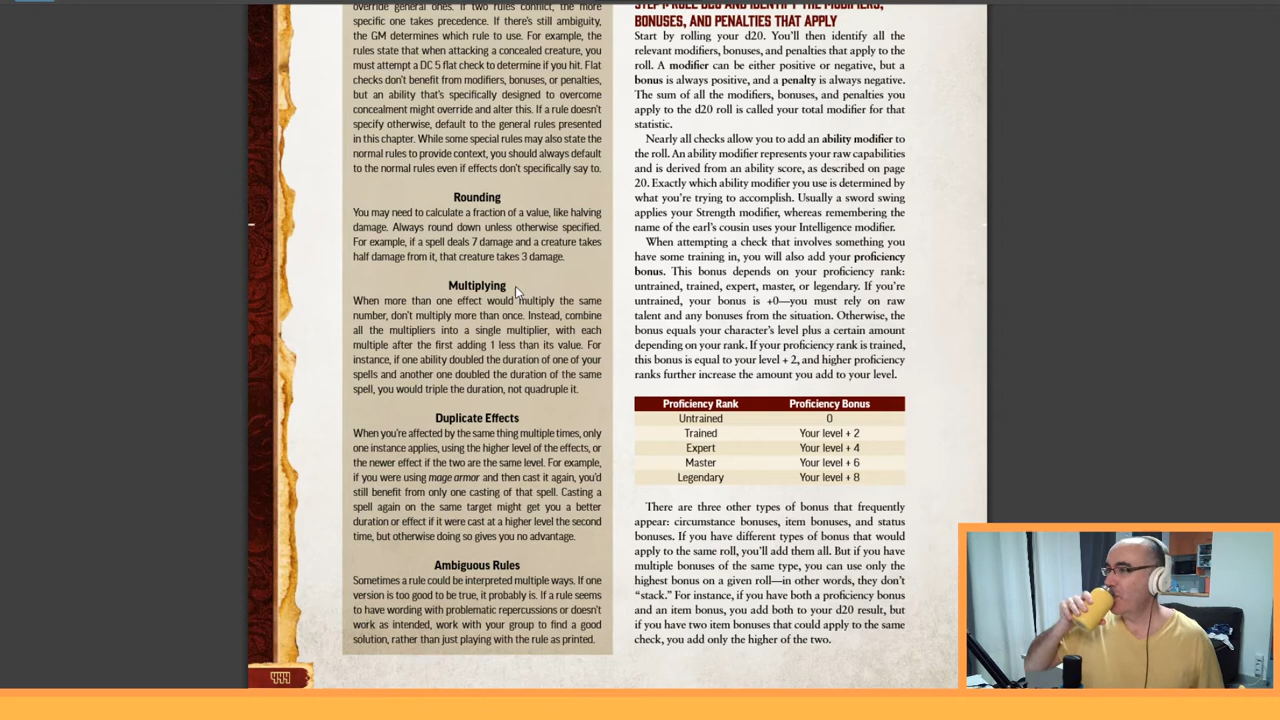 override general ones. If two rules conflict, the more
specific one takes precedence. If there's still ambiguity,
the GM determines which rule to use. For example, the
rules state that when attacking a concealed creature, you
must attempt a DC 5 flat check to determine if you hit. Flat
checks don't benefit from modifiers, bonuses, or penalties,
but an ability that's specifically designed to overcome
concealment might override and alter this. If a rule doesn't
specify otherwise, default to the general rules presented
in this chapter. While some special rules may also state the
normal rules to provide context, you should always default
to the normal rules even if effects don't specifically say to.
Rounding
You may need to calculate a fraction of a value, like halving
damage. Always round down unless otherwise specified.
For example, if a spell deals 7 damage and a creature takes
half damage from it, that creature takes 3 damage.
Multiplying
When more than one effect would multiply the same
number, don't multiply more than once. Instead, combine
all the multipliers into a single multiplier, with each
multiple after the first adding 1 less than its value. For
instance, if one ability doubled the duration of one of your
spells and another one doubled the duration of the same
spell, you would triple the duration, not quadruple it.
Duplicate Effects
When you're affected by the same thing multiple times, only
one instance applies, using the higher level of the effects, or
the newer effect if the two are the same level. For example,
if you were using mage armor and then cast it again, you'd
still benefit from only one casting of that spell. Casting a
spell again on the same target might get you a better
duration or effect if it were cast at a higher level the second
time, but otherwise doing so gives you no advantage.
Ambiguous Rules
Sometimes a rule could be interpreted multiple ways. If one
version is too good to be true, it probably is. If a rule seems
to have wording with problematic repercussions or doesn't
work as intended, work with your group to find a good
solution, rather than just playing with the rule as printed.
444
STEP 1: ROLL D20 AND IDENTIFY THE MODIFIERS,
BONUSES, AND PENALTIES THAT APPLY
Start by rolling your d20. You'll then identify all the
relevant modifiers, bonuses, and penalties that apply to the
roll. A modifier can be either positive or negative, but a
bonus is always positive, and a penalty is always negative.
The sum of all the modifiers, bonuses, and penalties you
apply to the d20 roll is called your total modifier for that
statistic.
Nearly all checks allow you to add an ability modifier to
the roll. An ability modifier represents your raw capabilities
and is derived from an ability score, as described on page
20. Exactly which ability modifier you use is determined by
what you're trying to accomplish. Usually a sword swing
applies your Strength modifier, whereas remembering the
name of the earl's cousin uses your Intelligence modifier.
When attempting a check that involves something you
have some training in, you will also add your proficiency
bonus. This bonus depends on your proficiency rank:
untrained, trained, expert, master, or legendary. If you're
untrained, your bonus is +0—you must rely on raw
talent and any bonuses from the situation. Otherwise, the
bonus equals your character's level plus a certain amount
depending on your rank. If your proficiency rank is trained,
this bonus is equal to your level + 2, and higher proficiency
ranks further increase the amount you add to your level.
Proficiency Rank Proficiency Bonus
Untrained 0
Trained Your level + 2
Expert Your level + 4
Master Your level + 6
Legendary Your level + 8
There are three other types of bonus that frequently
appear: circumstance bonuses, item bonuses, and status
bonuses. If you have different types of bonus that would
apply to the same roll, you'll add them all. But if you have
multiple bonuses of the same type, you can use only the
highest bonus on a given roll—in other words, they don't
“stack.” For instance, if you have both a proficiency bonus
and an item bonus, you add both to your d20 result, but
if you have two item bonuses that could apply to the same
check, you add only the higher of the two.